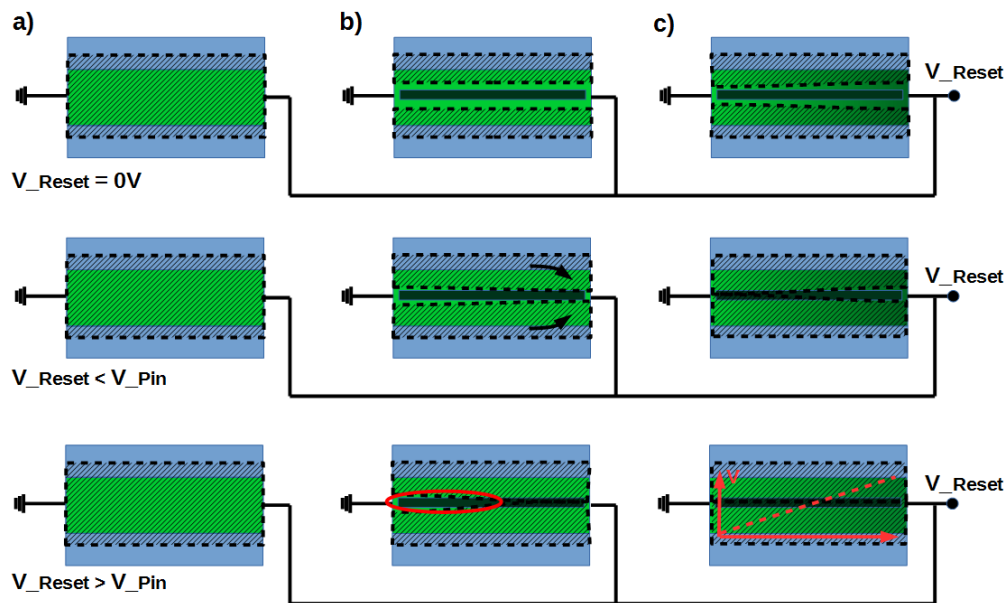 a)
b)
c)
V_Reset
V_Reset = 0V
V_Reset
V_Reset < V_Pin
V
V_Reset
V_Reset > V_Pin